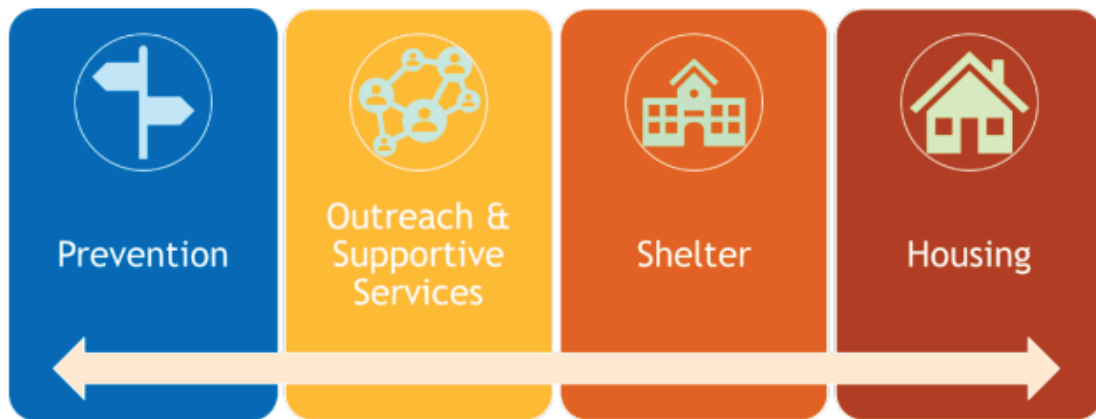 Prevention
Outreach &
Supportive
Services
Shelter
Housing